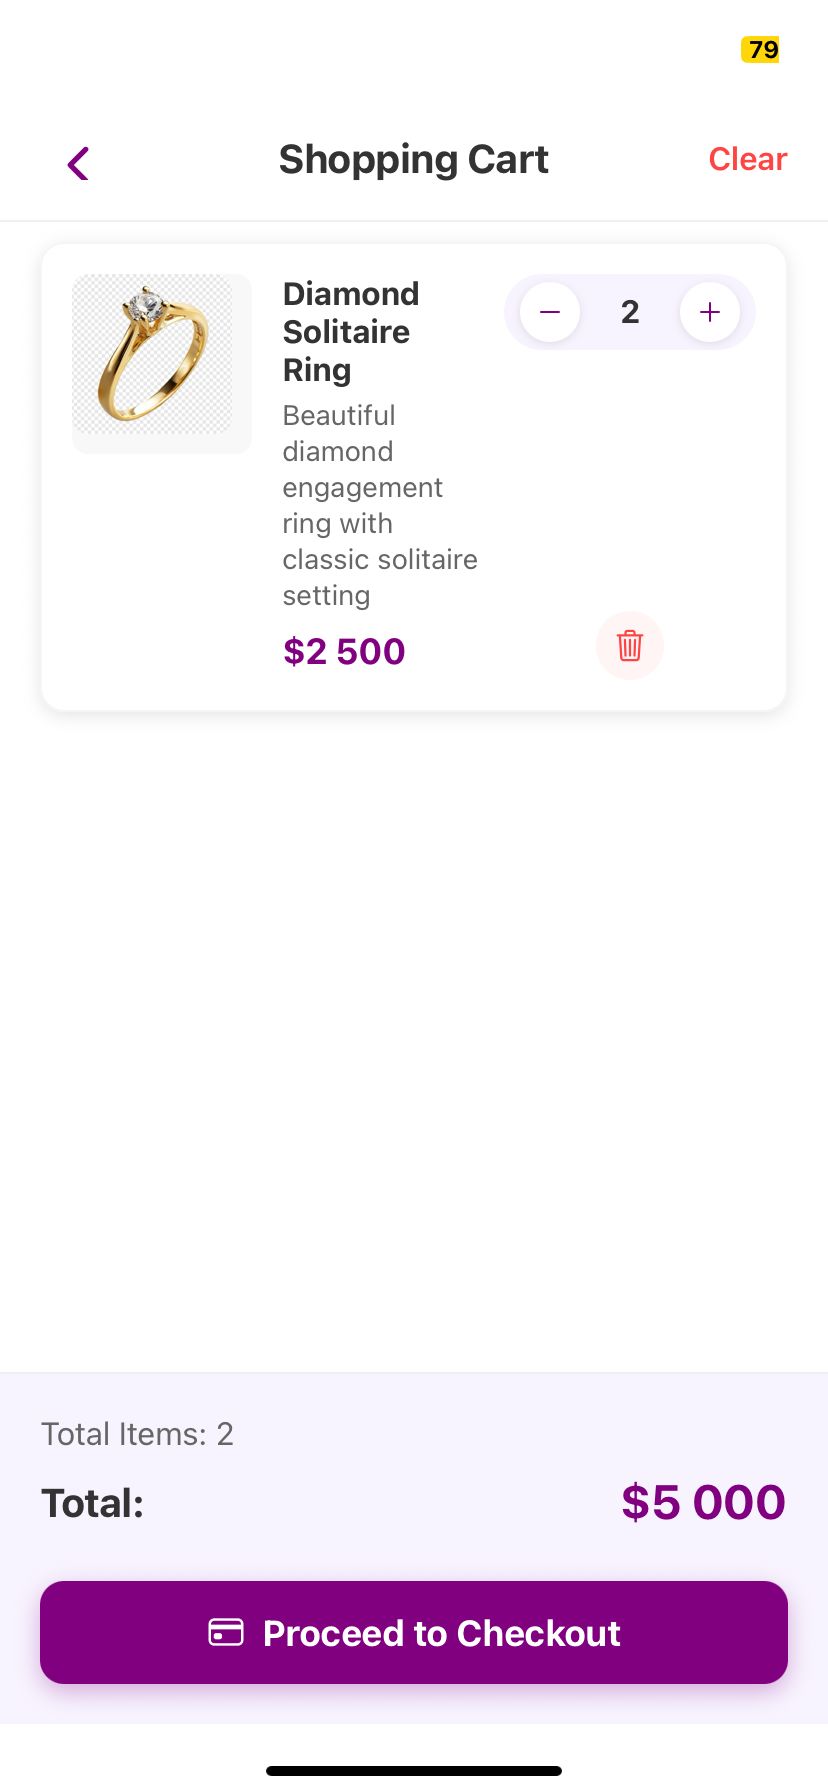 79
Shopping Cart
Clear
Diamond
Solitaire
Ring
2
Beautiful
diamond
engagement
ring with
classic solitaire
setting
$2 500
Total Items: 2
Total:
$5 000
Proceed to Checkout